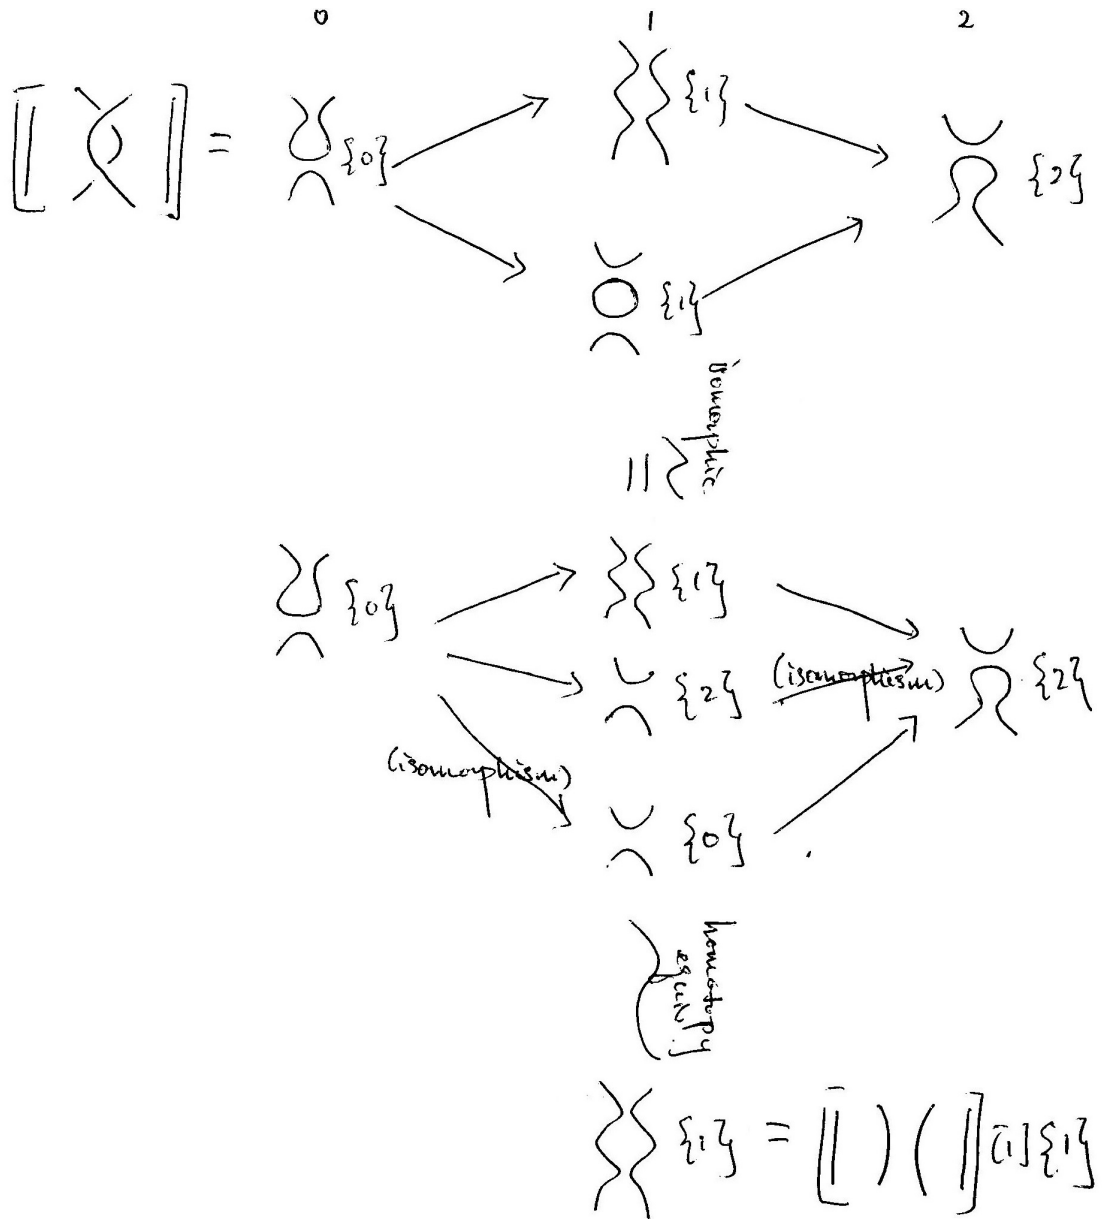 0 1 2
{1}
= {0} {2}
{1}
isomorphic
{1}
{0}
{2} (isomorphism) {2}
(isomorphism)
{0}
homotopy
equiv.
{1} = [1]{1}